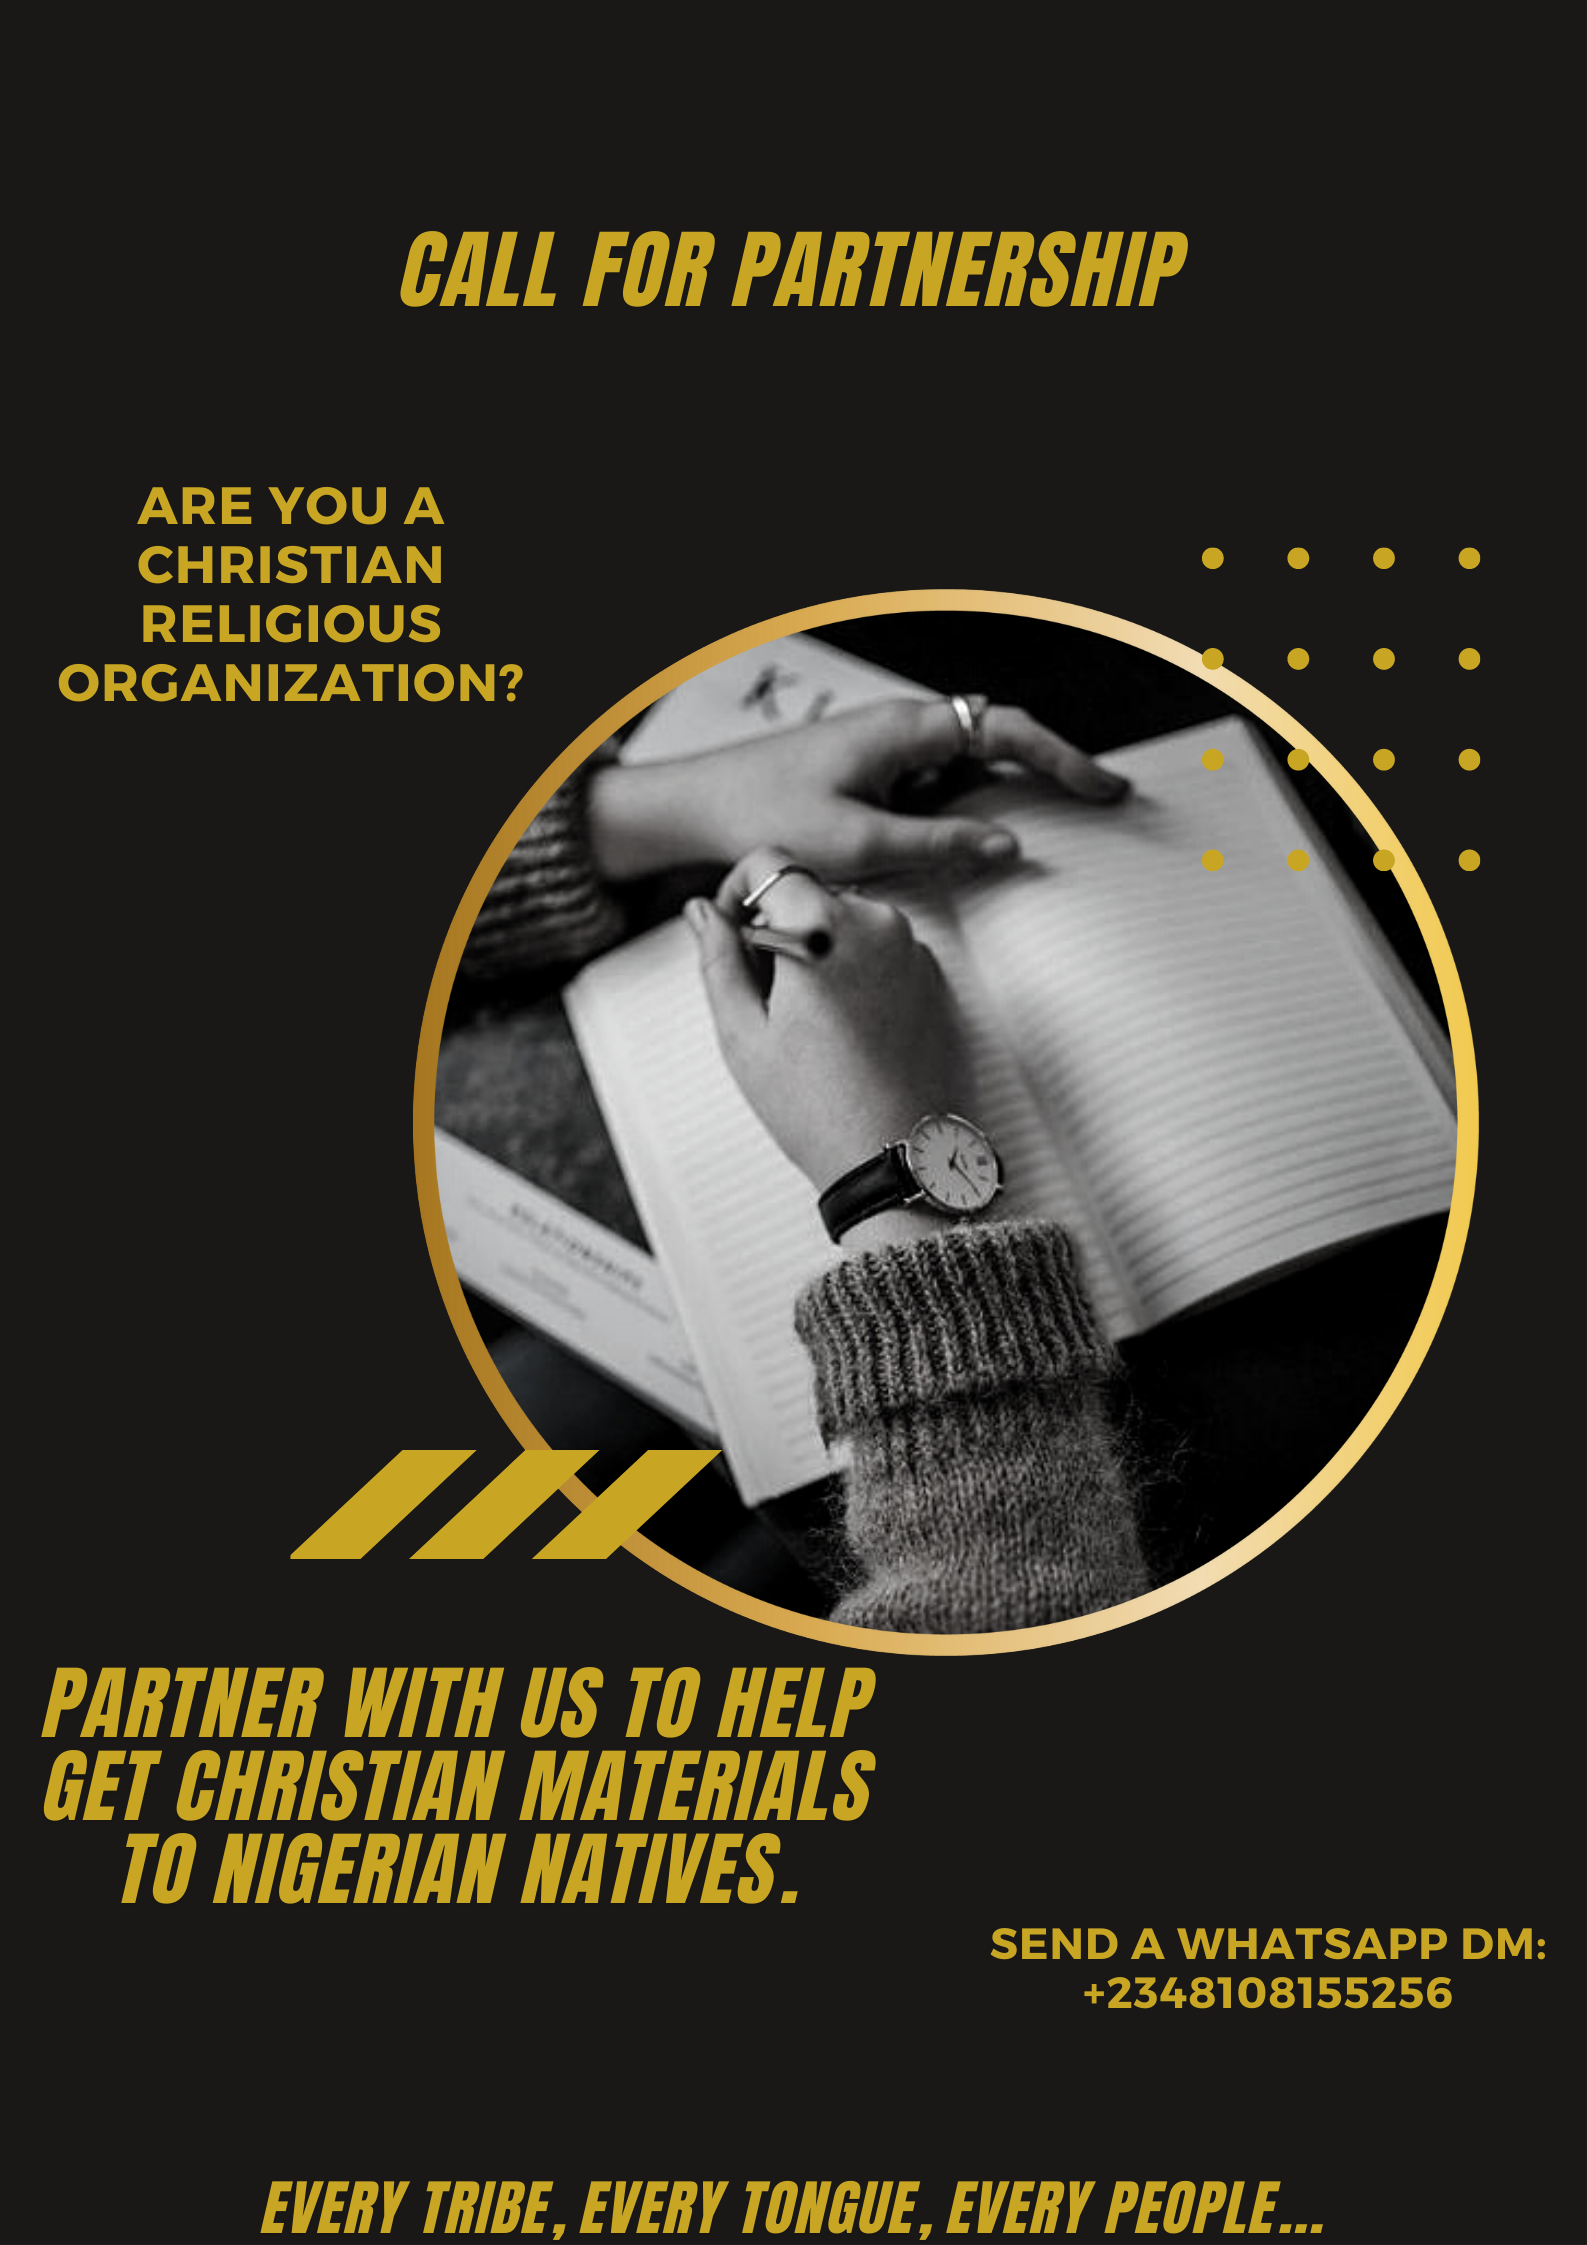 CALL FOR PARTNERSHIP
ARE YOU A
CHRISTIAN
RELIGIOUS
ORGANIZATION?
PARTNER WITH US TO HELP
GET CHRISTIAN MATERIALS
TO NIGERIAN NATIVES.
SEND A WHATSAPP DM:
+2348108155256
EVERY TRIBE, EVERY TONGUE, EVERY PEOPLE...